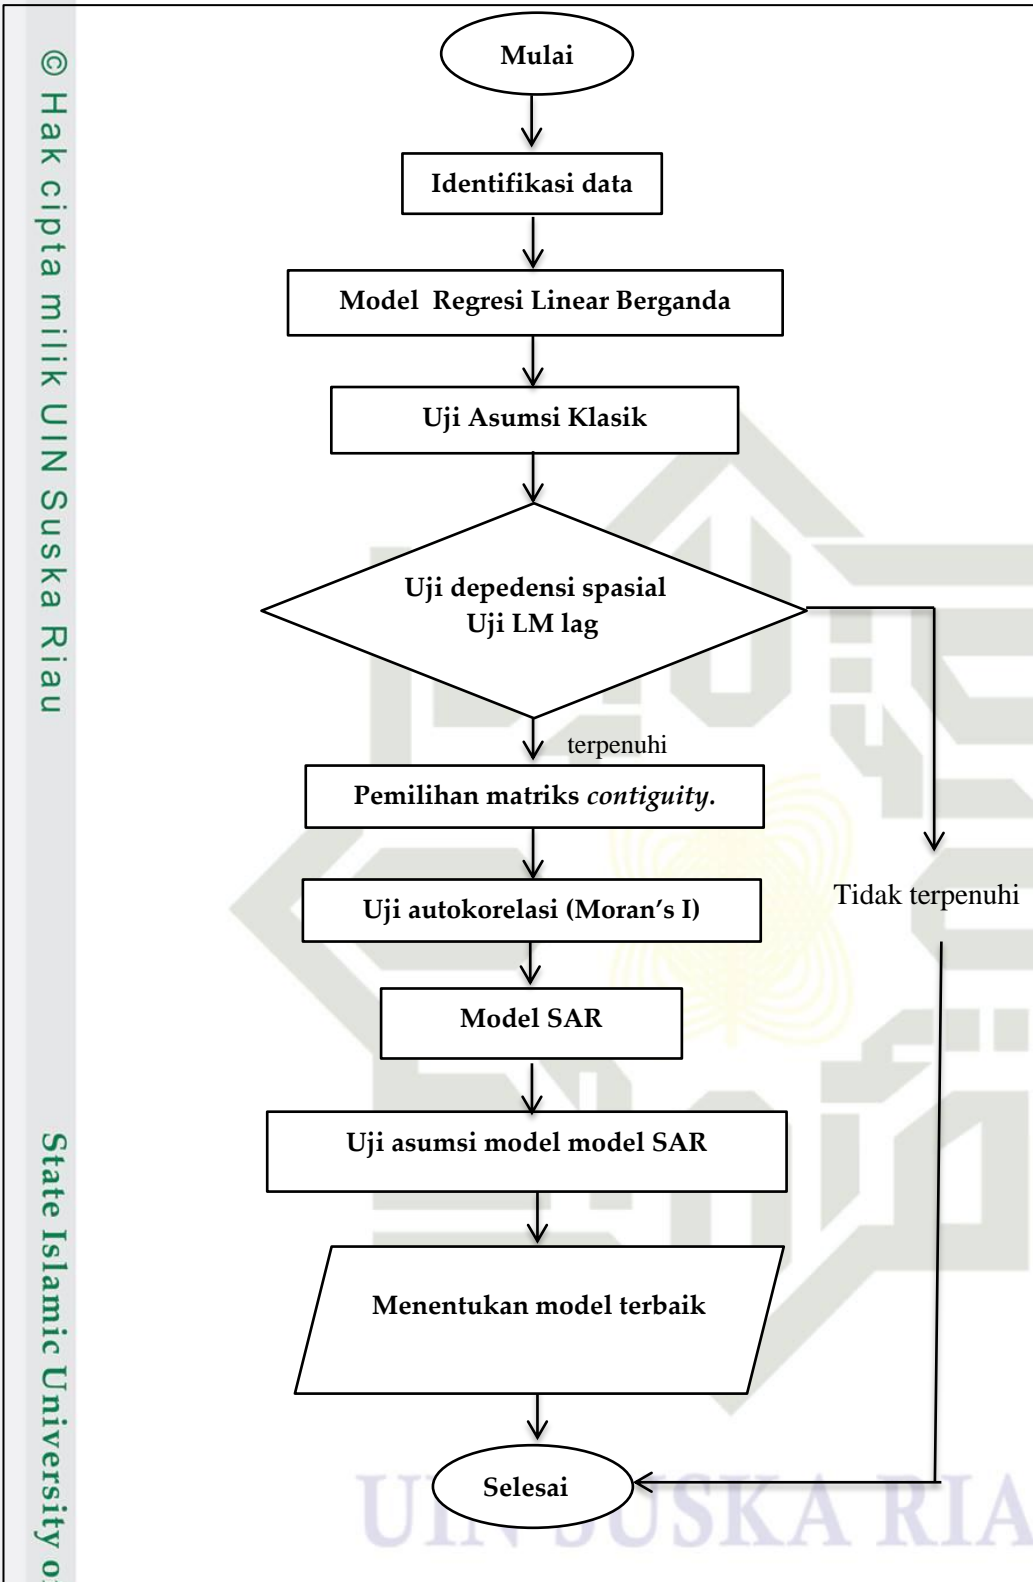 Mulai
Identifikasi data
Model Regresi Linear Berganda
Uji Asumsi Klasik
Uji depedensi spasial
Uji LM lag
terpenuhi
Pemilihan matriks contiguity.
Tidak terpenuhi
Uji autokorelasi (Moran's I)
Model SAR
Uji asumsi model model SAR
Menentukan model terbaik
Selesai
© Hak cipta milik UIN Suska Riau
State Islamic University of
UIN SUSKA RIA